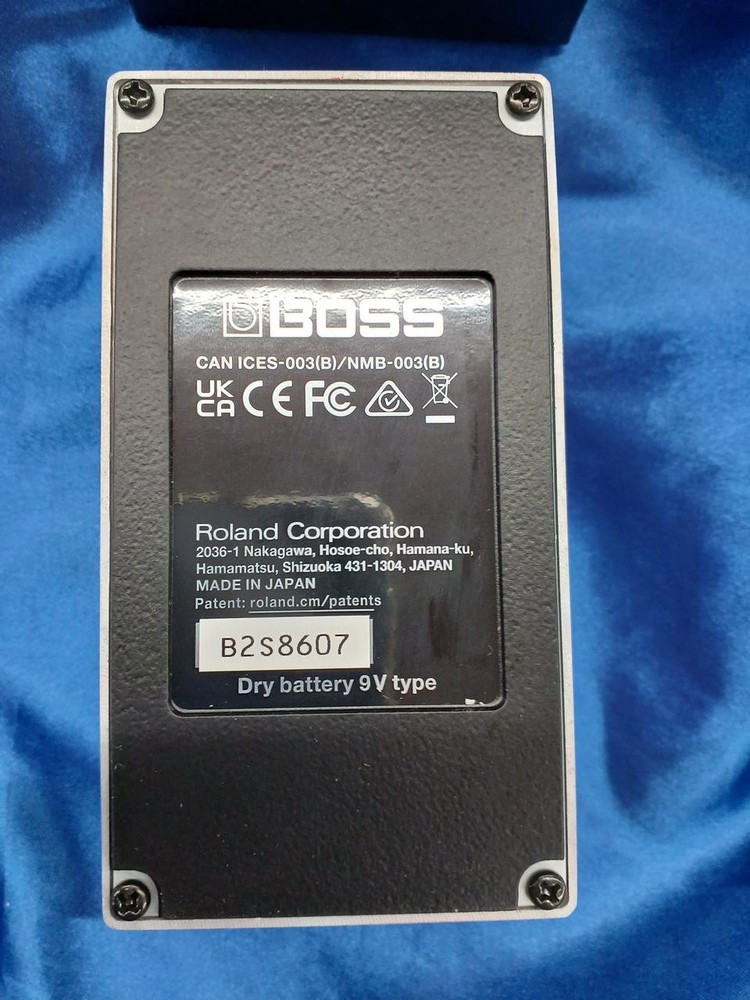 BOSS
CAN ICES-003(B)/NMB-003(B)
UK
CA CE FC
Roland Corporation
2036-1 Nakagawa, Hosoe-cho, Hamana-ku,
Hamamatsu, Shizuoka 431-1304, JAPAN
MADE IN JAPAN
Patent: roland.cm/patents
B2S8607
Dry battery 9V type